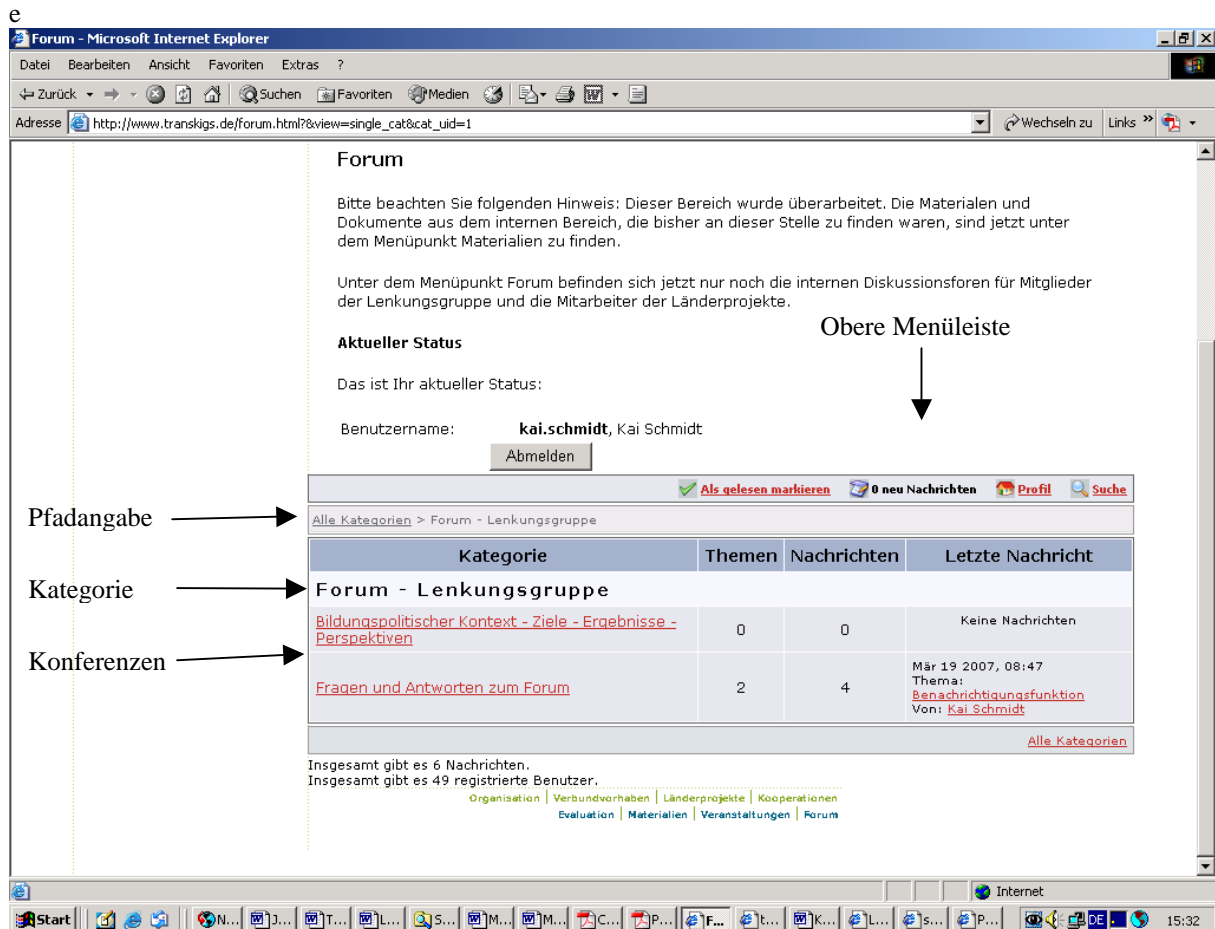 e
Forum - Microsoft Internet Explorer
Datei Bearbeiten Ansicht Favoriten Extras ?
Zurück Suchen Favoriten Medien
Adresse http://www.transkigs.de/forum.html?&view=single_cat&cat_uid=1 Wechseln zu Links »
Forum
Bitte beachten Sie folgenden Hinweis: Dieser Bereich wurde überarbeitet. Die Materialen und
Dokumente aus dem internen Bereich, die bisher an dieser Stelle zu finden waren, sind jetzt unter
dem Menüpunkt Materialien zu finden.
Unter dem Menüpunkt Forum befinden sich jetzt nur noch die internen Diskussionsforen für Mitglieder
der Lenkungsgruppe und die Mitarbeiter der Länderprojekte.
Obere Menüleiste
Aktueller Status
Das ist Ihr aktueller Status:
Benutzername: kai.schmidt, Kai Schmidt
Abmelden
Als gelesen markieren 0 neu Nachrichten Profil Suche
Pfadangabe
Alle Kategorien > Forum - Lenkungsgruppe
Kategorie Themen Nachrichten Letzte Nachricht
Kategorie
Forum - Lenkungsgruppe
Bildungspolitischer Kontext - Ziele - Ergebnisse -
Perspektiven
0 0 Keine Nachrichten
Konferenzen
Fragen und Antworten zum Forum 2 4
Mär 19 2007, 08:47
Thema:
Benachrichtigungsfunktion
Von: Kai Schmidt
Alle Kategorien
Insgesamt gibt es 6 Nachrichten.
Insgesamt gibt es 49 registrierte Benutzer.
Organisation | Verbundvorhaben | Länderprojekte | Kooperationen
Evaluation | Materialien | Veranstaltungen | Forum
Internet
Start N... J... T... L... S... M... M... C... P... F... t... K... L... s... P... DE 15:32